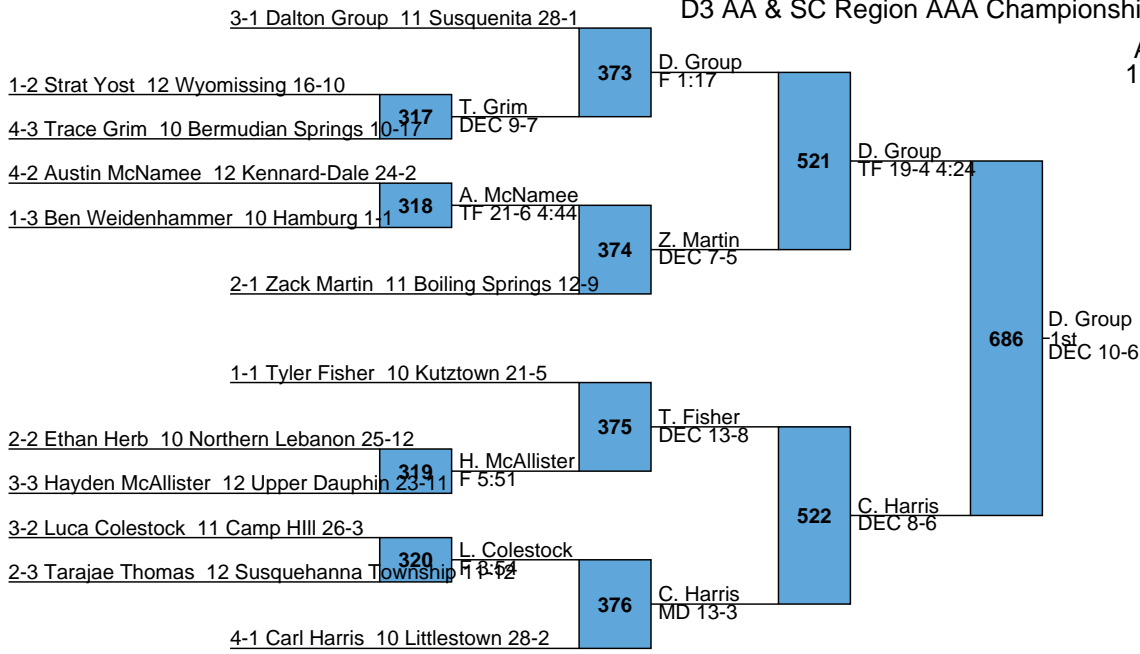 D3 AA & SC Region AAA Championshi
3-1 Dalton Group 11 Susquenita 28-1
373
D. Group
F 1:17
1-2 Strat Yost 12 Wyomissing 16-10
317
T. Grim
DEC 9-7
4-3 Trace Grim 10 Bermudian Springs 10-17
521
D. Group
TF 19-4 4:24
4-2 Austin McNamee 12 Kennard-Dale 24-2
318
A. McNamee
TF 21-6 4:44
1-3 Ben Weidenhammer 10 Hamburg 1-1
374
Z. Martin
DEC 7-5
2-1 Zack Martin 11 Boiling Springs 12-9
686
D. Group
1st
DEC 10-6
1-1 Tyler Fisher 10 Kutztown 21-5
375
T. Fisher
DEC 13-8
2-2 Ethan Herb 10 Northern Lebanon 25-12
319
H. McAllister
F 5:51
3-3 Hayden McAllister 12 Upper Dauphin 23-11
522
C. Harris
DEC 8-6
3-2 Luca Colestock 11 Camp HIll 26-3
320
L. Colestock
F 3:54
2-3 Tarajae Thomas 12 Susquehanna Township 11-12
376
C. Harris
MD 13-3
4-1 Carl Harris 10 Littlestown 28-2